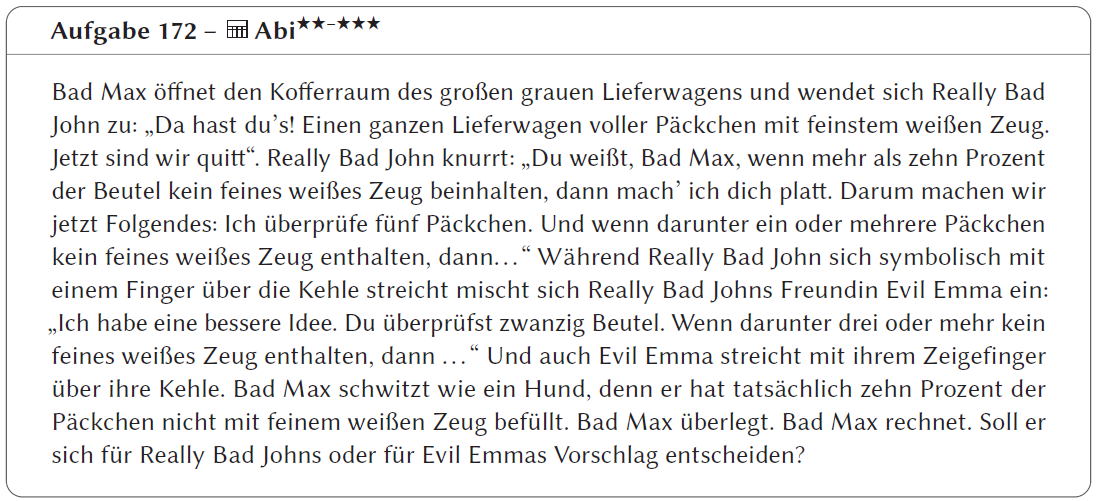 Aufgabe 172 – Abi★★–★★★
Bad Max öffnet den Kofferraum des großen grauen Lieferwagens und wendet sich Really Bad
John zu: „Da hast du’s! Einen ganzen Lieferwagen voller Päckchen mit feinstem weißen Zeug.
Jetzt sind wir quitt“. Really Bad John knurrt: „Du weißt, Bad Max, wenn mehr als zehn Prozent
der Beutel kein feines weißes Zeug beinhalten, dann mach’ ich dich platt. Darum machen wir
jetzt Folgendes: Ich überprüfe fünf Päckchen. Und wenn darunter ein oder mehrere Päckchen
kein feines weißes Zeug enthalten, dann…“ Während Really Bad John sich symbolisch mit
einem Finger über die Kehle streicht mischt sich Really Bad Johns Freundin Evil Emma ein:
„Ich habe eine bessere Idee. Du überprüfst zwanzig Beutel. Wenn darunter drei oder mehr kein
feines weißes Zeug enthalten, dann …“ Und auch Evil Emma streicht mit ihrem Zeigefinger
über ihre Kehle. Bad Max schwitzt wie ein Hund, denn er hat tatsächlich zehn Prozent der
Päckchen nicht mit feinem weißen Zeug befüllt. Bad Max überlegt. Bad Max rechnet. Soll er
sich für Really Bad Johns oder für Evil Emmas Vorschlag entscheiden?